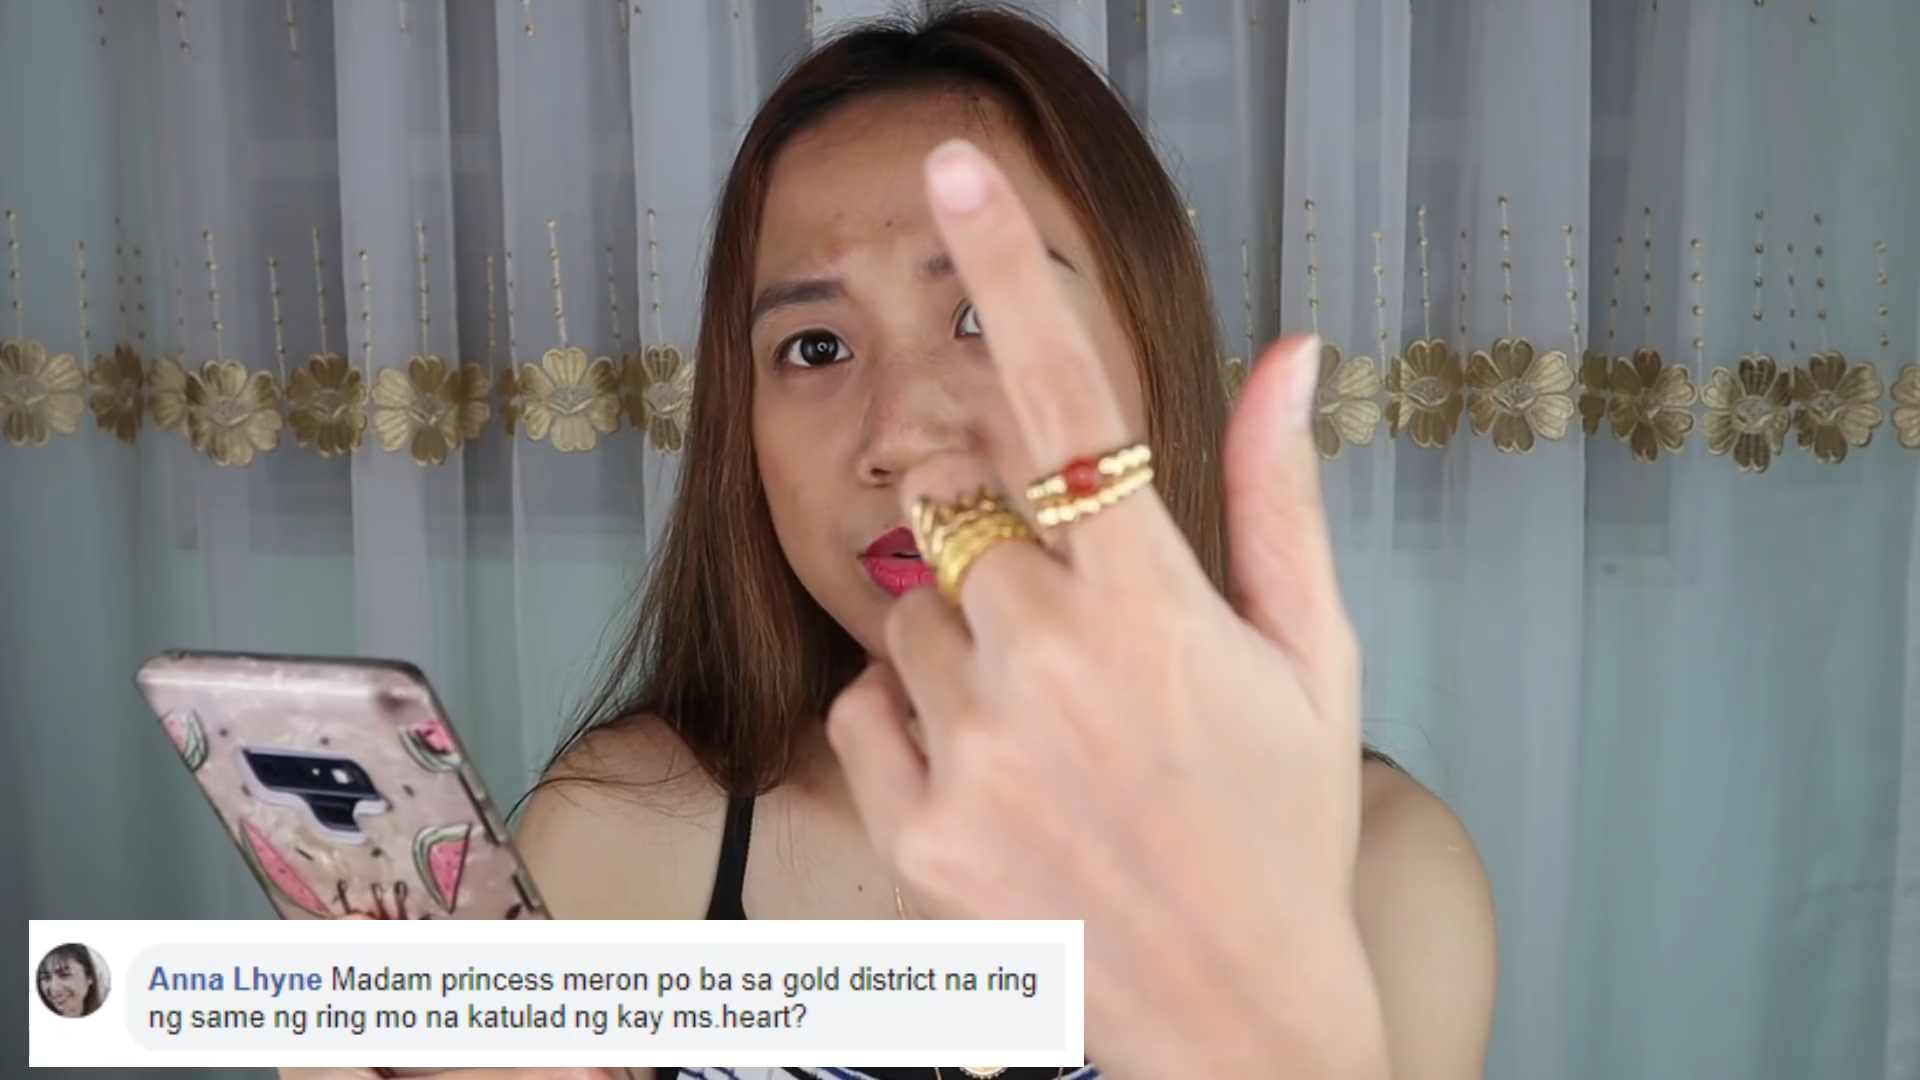 Anna Lhyne Madam princess meron po ba sa gold district na ring
ng same ng ring mo na katulad ng kay ms.heart?